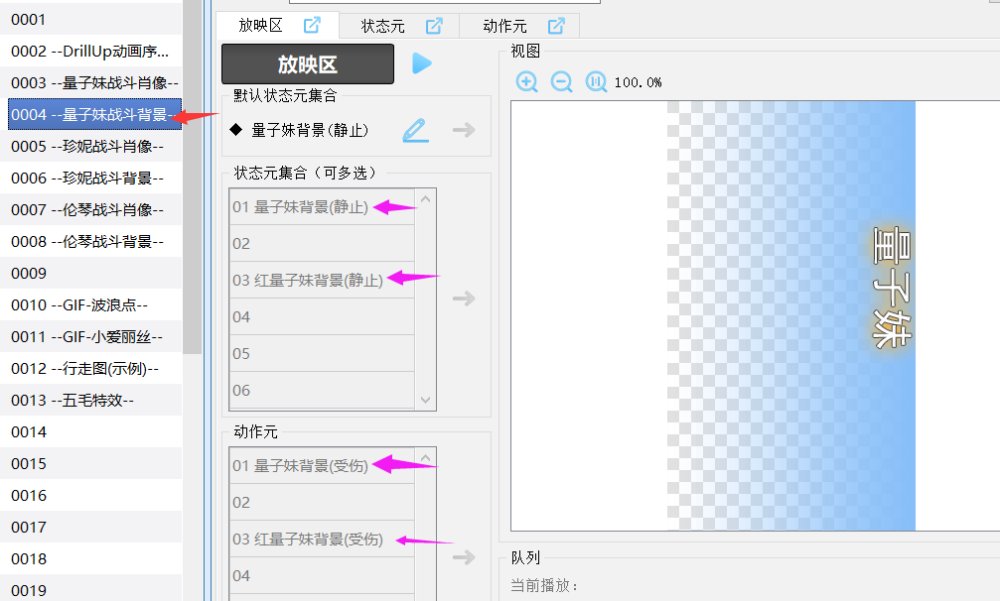 0001
0002 --DrillUp动画序...
0003 --量子妹战斗肖像--
0004 --量子妹战斗背景--
0005 --珍妮战斗肖像--
0006 --珍妮战斗背景--
0007 --伦琴战斗肖像--
0008 --伦琴战斗背景--
0009
0010 --GIF-波浪点--
0011 --GIF-小爱丽丝--
0012 --行走图(示例)--
0013 --五毛特效--
0014
0015
0016
0017
0018
0019
放映区
状态元
动作元
放映区
默认状态元集合
◆ 量子妹背景(静止)
状态元集合（可多选）
01 量子妹背景(静止)
02
03 红量子妹背景(静止)
04
05
06
动作元
01 量子妹背景(受伤)
02
03 红量子妹背景(受伤)
04
视图
100.0%
量子妹
队列
当前播放：